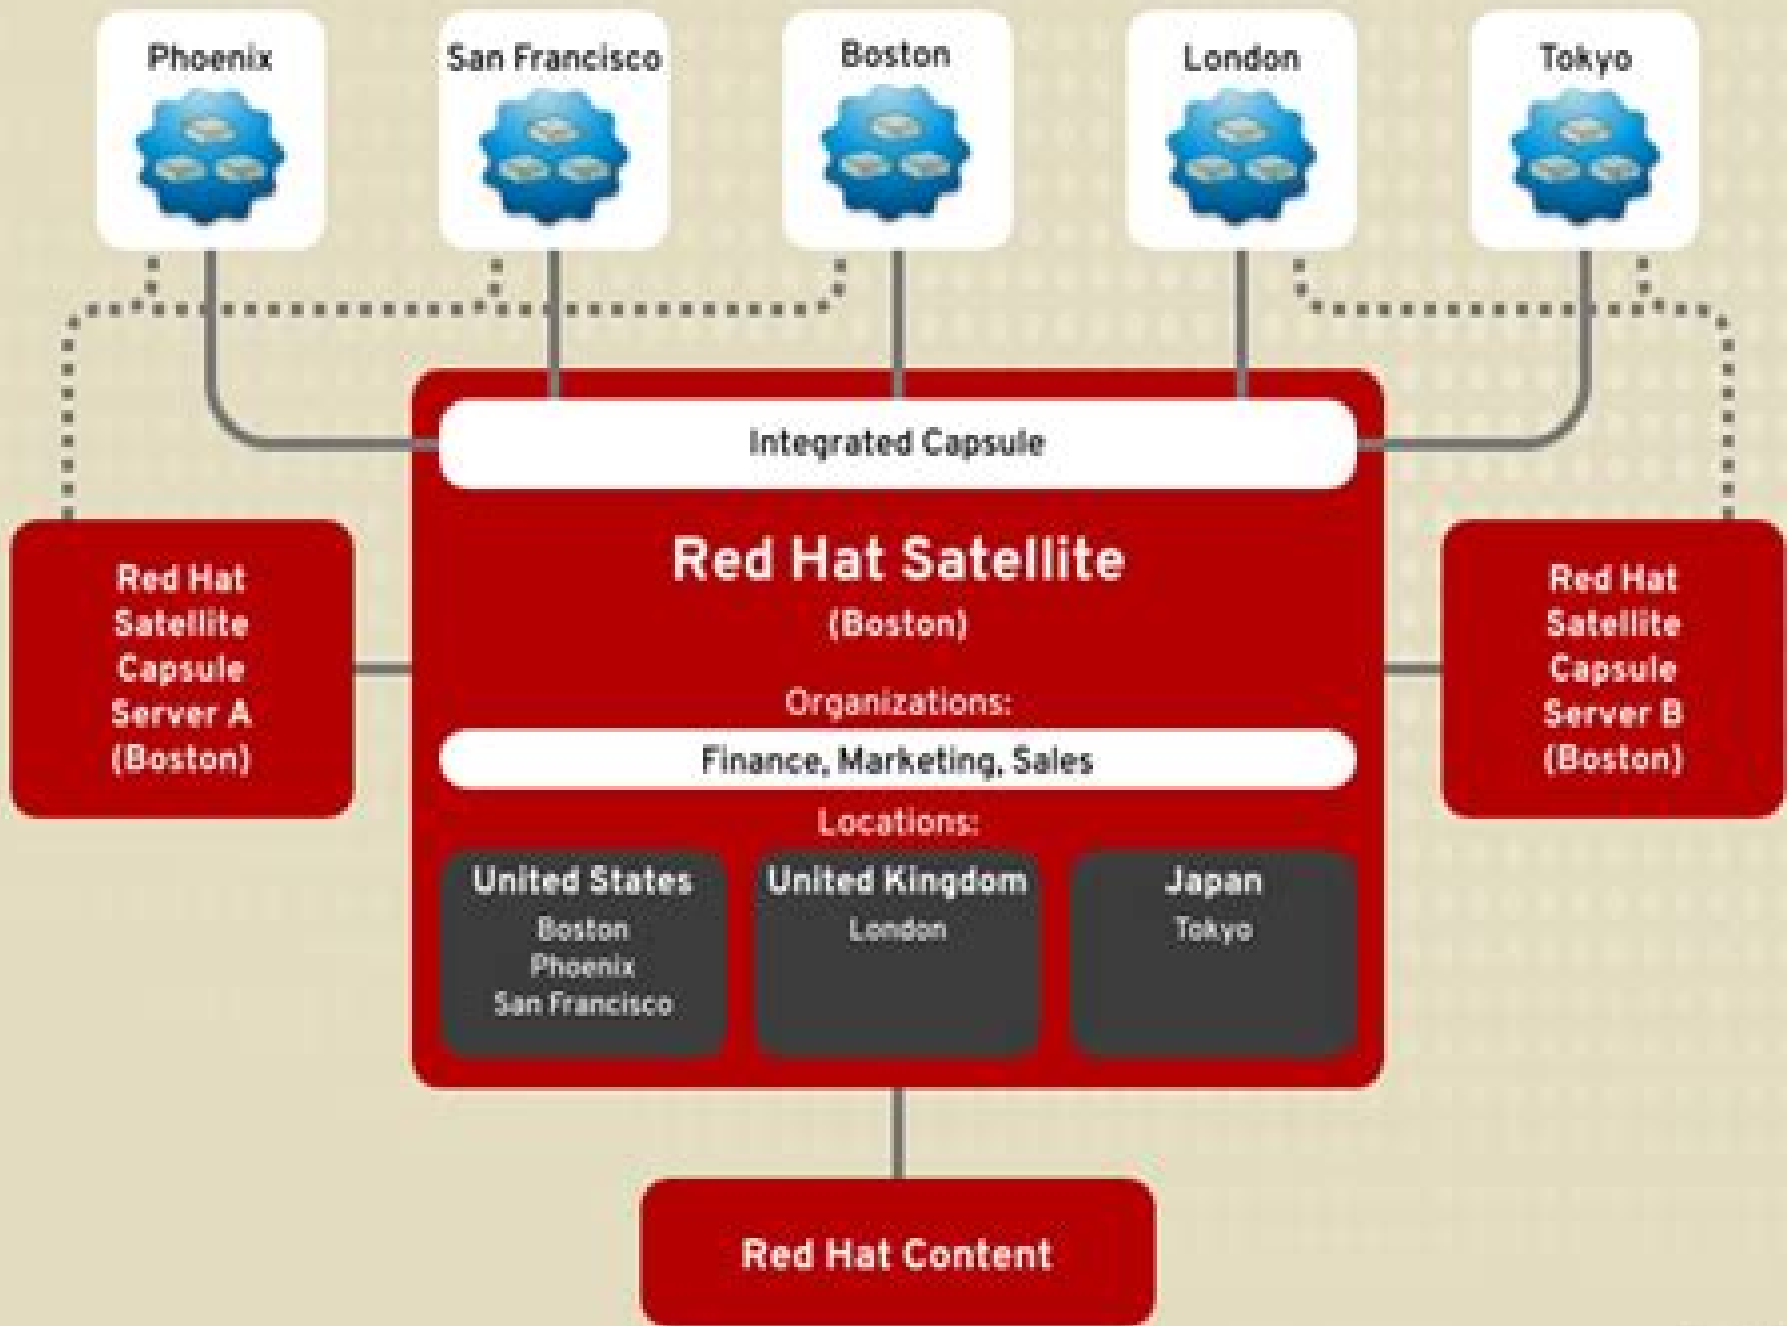 Phoenix
San Francisco
Boston
London
Tokyo
Integrated Capsule
Red Hat Satellite
(Boston)
Red Hat
Satellite
Capsule
Server A
(Boston)
Red Hat
Satellite
Capsule
Server B
(Boston)
Organizations:
Finance, Marketing, Sales
Locations:
United States
Boston
Phoenix
San Francisco
United Kingdom
London
Japan
Tokyo
Red Hat Content